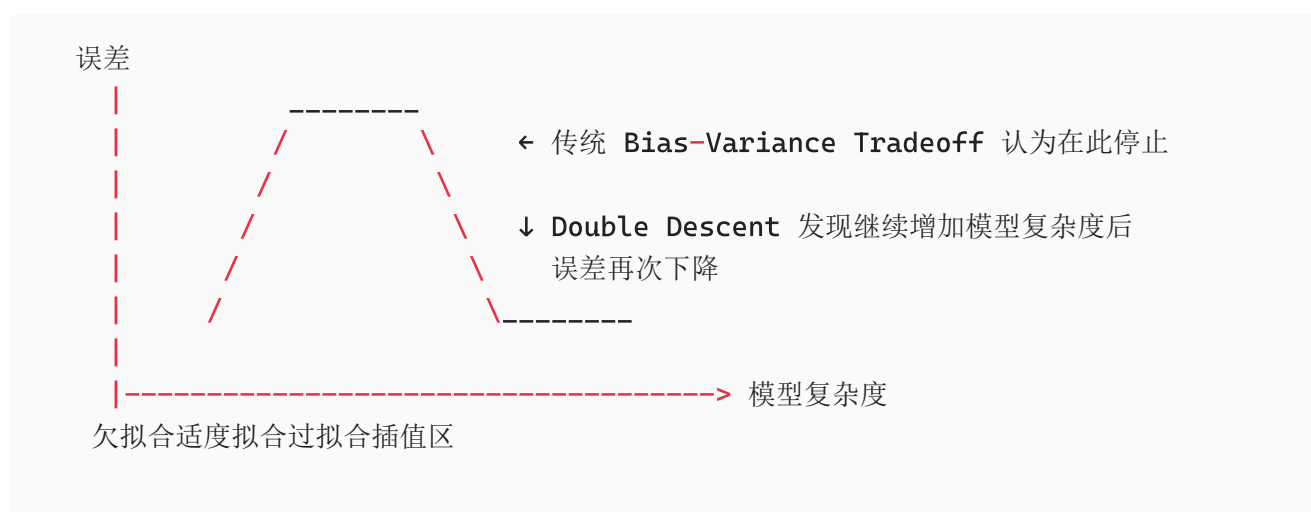 误差
← 传统 Bias-Variance Tradeoff 认为在此停止
↓ Double Descent 发现继续增加模型复杂度后
误差再次下降
模型复杂度
欠拟合适度拟合过拟合插值区